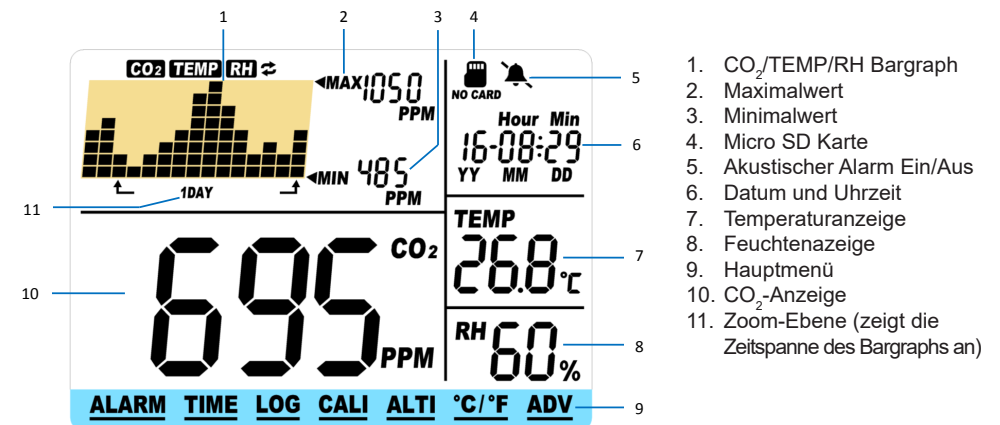 1
2
3
4
CO2 TEMP RH
MAX 1050
PPM
NO CARD
5
Hour Min
16-08:29
YY MM DD
6
MIN 485
PPM
1DAY
11
TEMP
26.8 °C
7
CO2
695 PPM
10
RH 60 %
8
ALARM TIME LOG CALI ALTI °C/°F ADV
9
1. CO2/TEMP/RH Bargraph
2. Maximalwert
3. Minimalwert
4. Micro SD Karte
5. Akustischer Alarm Ein/Aus
6. Datum und Uhrzeit
7. Temperaturanzeige
8. Feuchtenazeige
9. Hauptmenü
10. CO2-Anzeige
11. Zoom-Ebene (zeigt die
Zeitspanne des Bargraphs an)